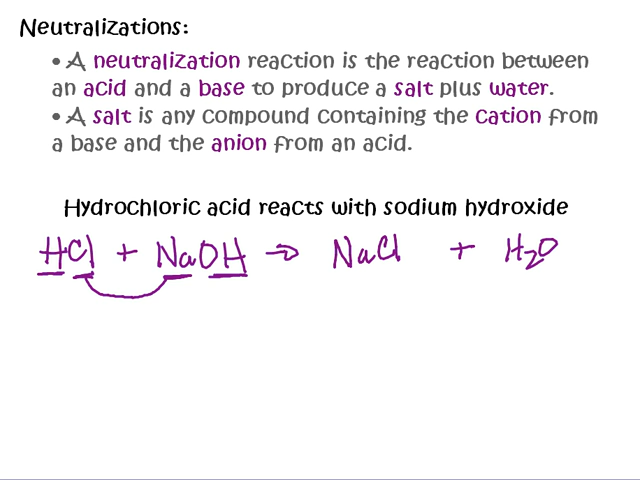 Neutralizations:
• A neutralization reaction is the reaction between
an acid and a base to produce a salt plus water.
• A salt is any compound containing the cation from
a base and the anion from an acid.
Hydrochloric acid reacts with sodium hydroxide
HCl + NaOH → NaCl + H₂O